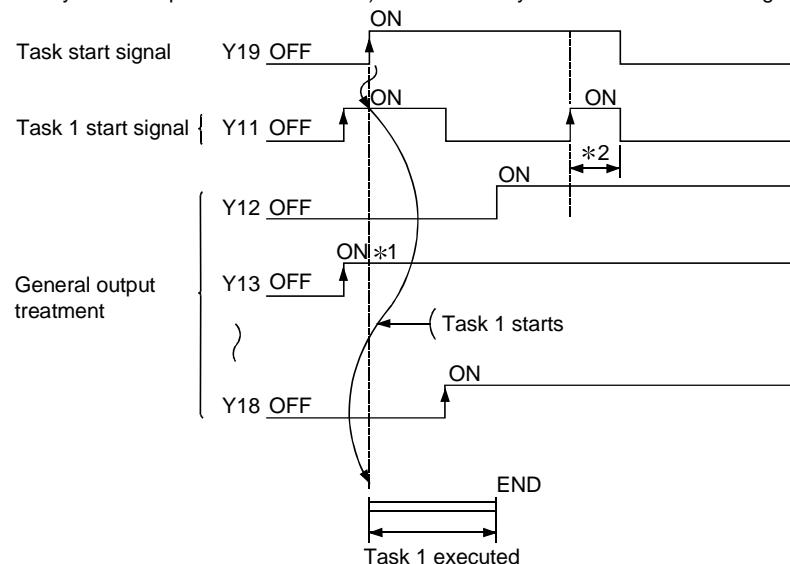 ON
Task start signal Y19 OFF
ON
ON
Task 1 start signal Y11 OFF
*2
ON
Y12 OFF
ON *1
General output treatment
Y13 OFF
Task 1 starts
ON
Y18 OFF
END
Task 1 executed